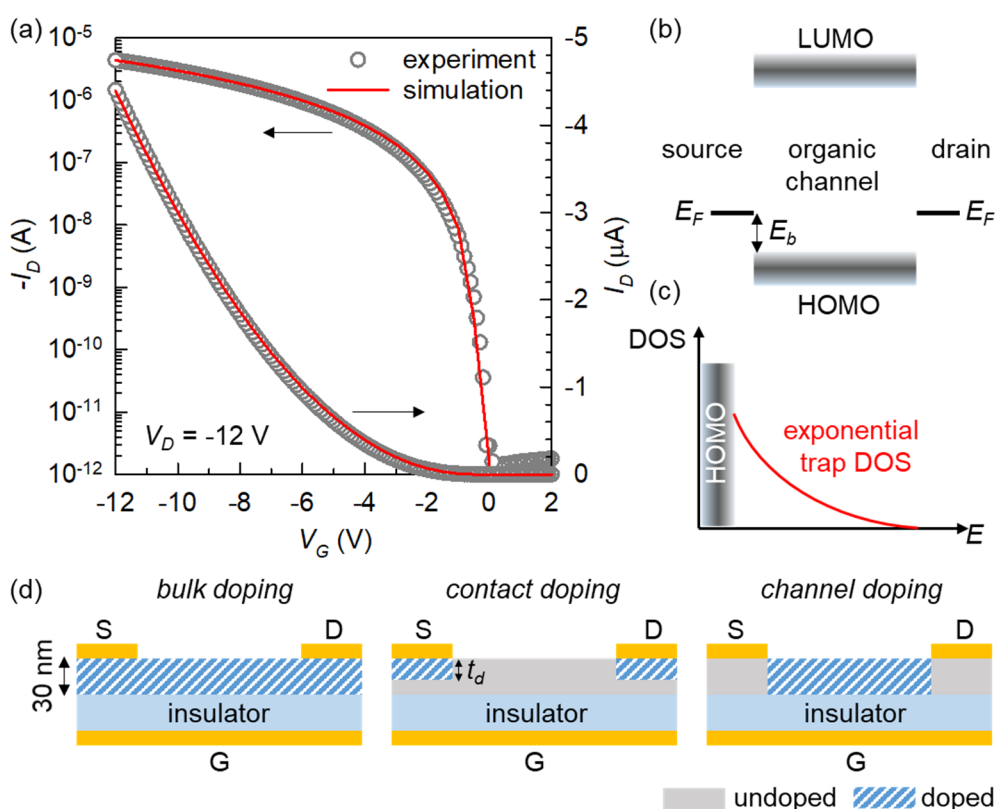 (a)
10⁻⁵
10⁻⁶
10⁻⁷
10⁻⁸
10⁻⁹
10⁻¹⁰
10⁻¹¹
10⁻¹²
-I_D (A)
experiment
simulation
V_D = -12 V
-12 -10 -8 -6 -4 -2 0 2
V_G (V)
-5
-4
-3
-2
-1
0
I_D (μA)
(b)
LUMO
source organic drain
channel
E_F E_F
E_b
HOMO
(c)
DOS
HOMO
exponential
trap DOS
E
(d)
bulk doping contact doping channel doping
S D S D S D
30 nm
t_d
insulator insulator insulator
G G G
undoped doped